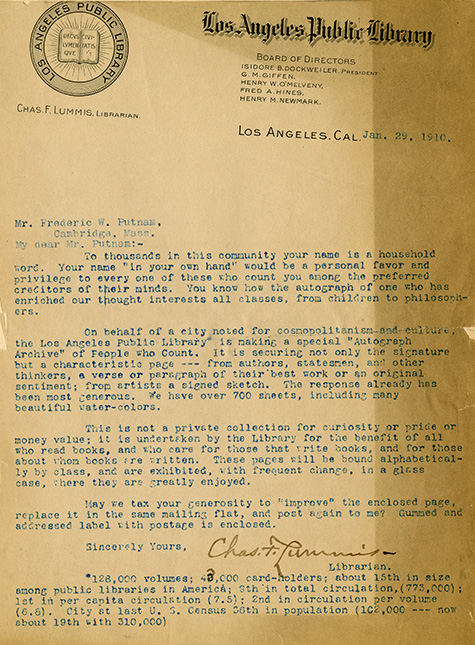 LOS ANGELES PUBLIC LIBRARY
DECUS CIVI-
LUMEN TATIS
QUE
Los Angeles Public Library
BOARD OF DIRECTORS
ISIDORE B. DOCKWEILER, PRESIDENT
G. M. GIFFEN,
HENRY W. O'MELVENY,
FRED A. HINES,
HENRY M. NEWMARK.
CHAS. F. LUMMIS, LIBRARIAN.
LOS ANGELES, CAL. Jan. 29, 1910.
Mr. Frederic W. Putnam,
Cambridge, Mass.
My dear Mr. Putnam:-
To thousands in this community your name is a household
word. Your name "in your own hand" would be a personal favor and
privilege to every one of these who count you among the preferred
creditors of their minds. You know how the autograph of one who has
enriched our thought interests all classes, from children to philosoph-
ers.
On behalf of a city noted for cosmopolitanism and culture,
the Los Angeles Public Library* is making a special "Autograph
Archive" of People who Count. It is securing not only the signature
but a characteristic page --- from authors, statesmen, and other
thinkers, a verse or paragraph of their best work or an original
sentiment; from artists a signed sketch. The response already has
been most generous. We have over 700 sheets, including many
beautiful water-colors.
This is not a private collection for curiosity or pride or
money value; it is undertaken by the Library for the benefit of all
who read books, and who care for those that write books, and for those
about whom books are written. These pages will be bound alphabetical-
ly by class, and are exhibited, with frequent change, in a glass
case, where they are greatly enjoyed.
May we tax your generosity to "improve" the enclosed page,
replace it in the same mailing flat, and post again to me? Gummed and
addressed label with postage is enclosed.
Sincerely Yours, Chas. F. Lummis
Librarian.
*128,000 volumes; 43,000 card-holders; about 15th in size
among public libraries in America; 9th in total circulation,(773,000);
1st in per capita circulation (7.5); 2nd in circulation per volume
(6.6). City at last U. S. Census 36th in population (102,000 --- now
about 19th with 310,000)